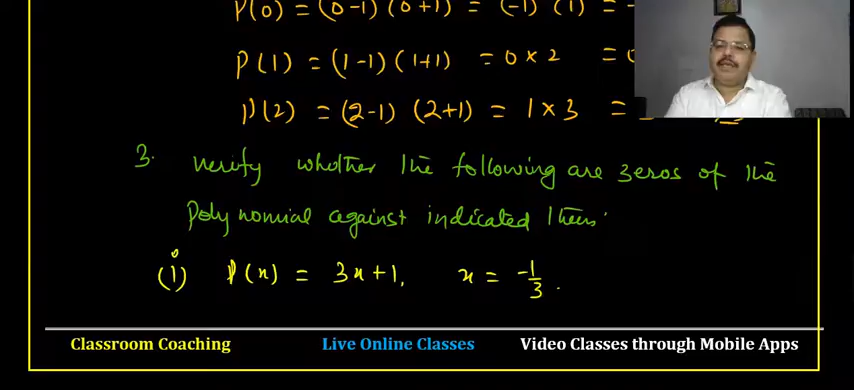 P(0) = (0-1) (0+1) = (-1) (1) = -
P(1) = (1-1) (1+1) = 0 × 2 = 0
P(2) = (2-1) (2+1) = 1 × 3 =
3. Verify whether the following are zeros of the
Polynomial against indicated
(i) P(x) = 3x+1, x = -1/3.
Classroom Coaching Live Online Classes Video Classes through Mobile Apps